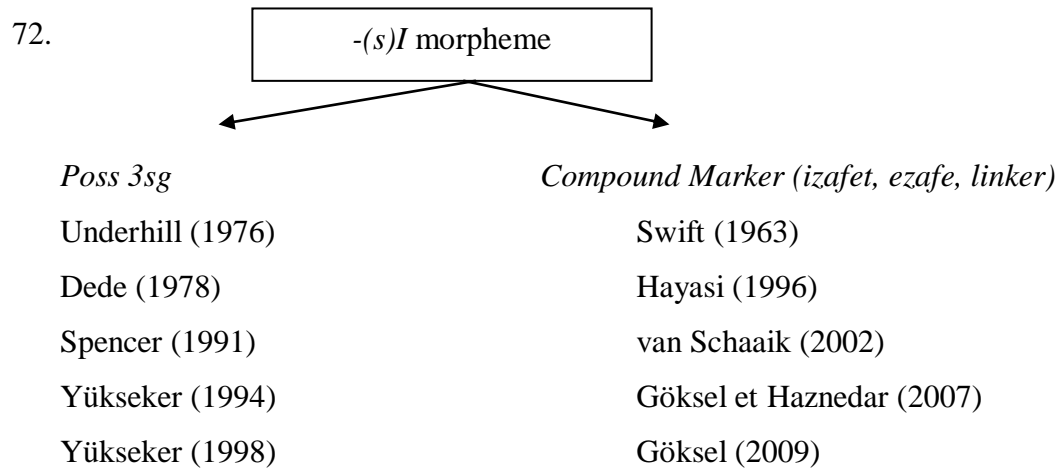 72.
-(s)I morpheme
Poss 3sg Compound Marker (izafet, ezafe, linker)
Underhill (1976) Swift (1963)
Dede (1978) Hayasi (1996)
Spencer (1991) van Schaaik (2002)
Yükseker (1994) Göksel et Haznedar (2007)
Yükseker (1998) Göksel (2009)